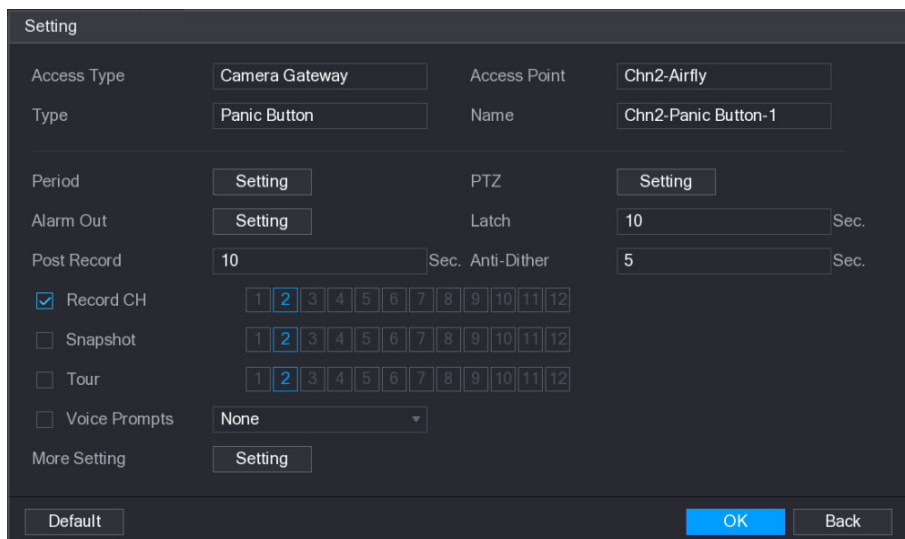 Setting
Access Type Camera Gateway Access Point Chn2-Airfly
Type Panic Button Name Chn2-Panic Button-1
Period Setting PTZ Setting
Alarm Out Setting Latch 10 Sec.
Post Record 10 Sec. Anti-Dither 5 Sec.
Record CH 1 2 3 4 5 6 7 8 9 10 11 12
Snapshot 1 2 3 4 5 6 7 8 9 10 11 12
Tour 1 2 3 4 5 6 7 8 9 10 11 12
Voice Prompts None
More Setting Setting
Default OK Back